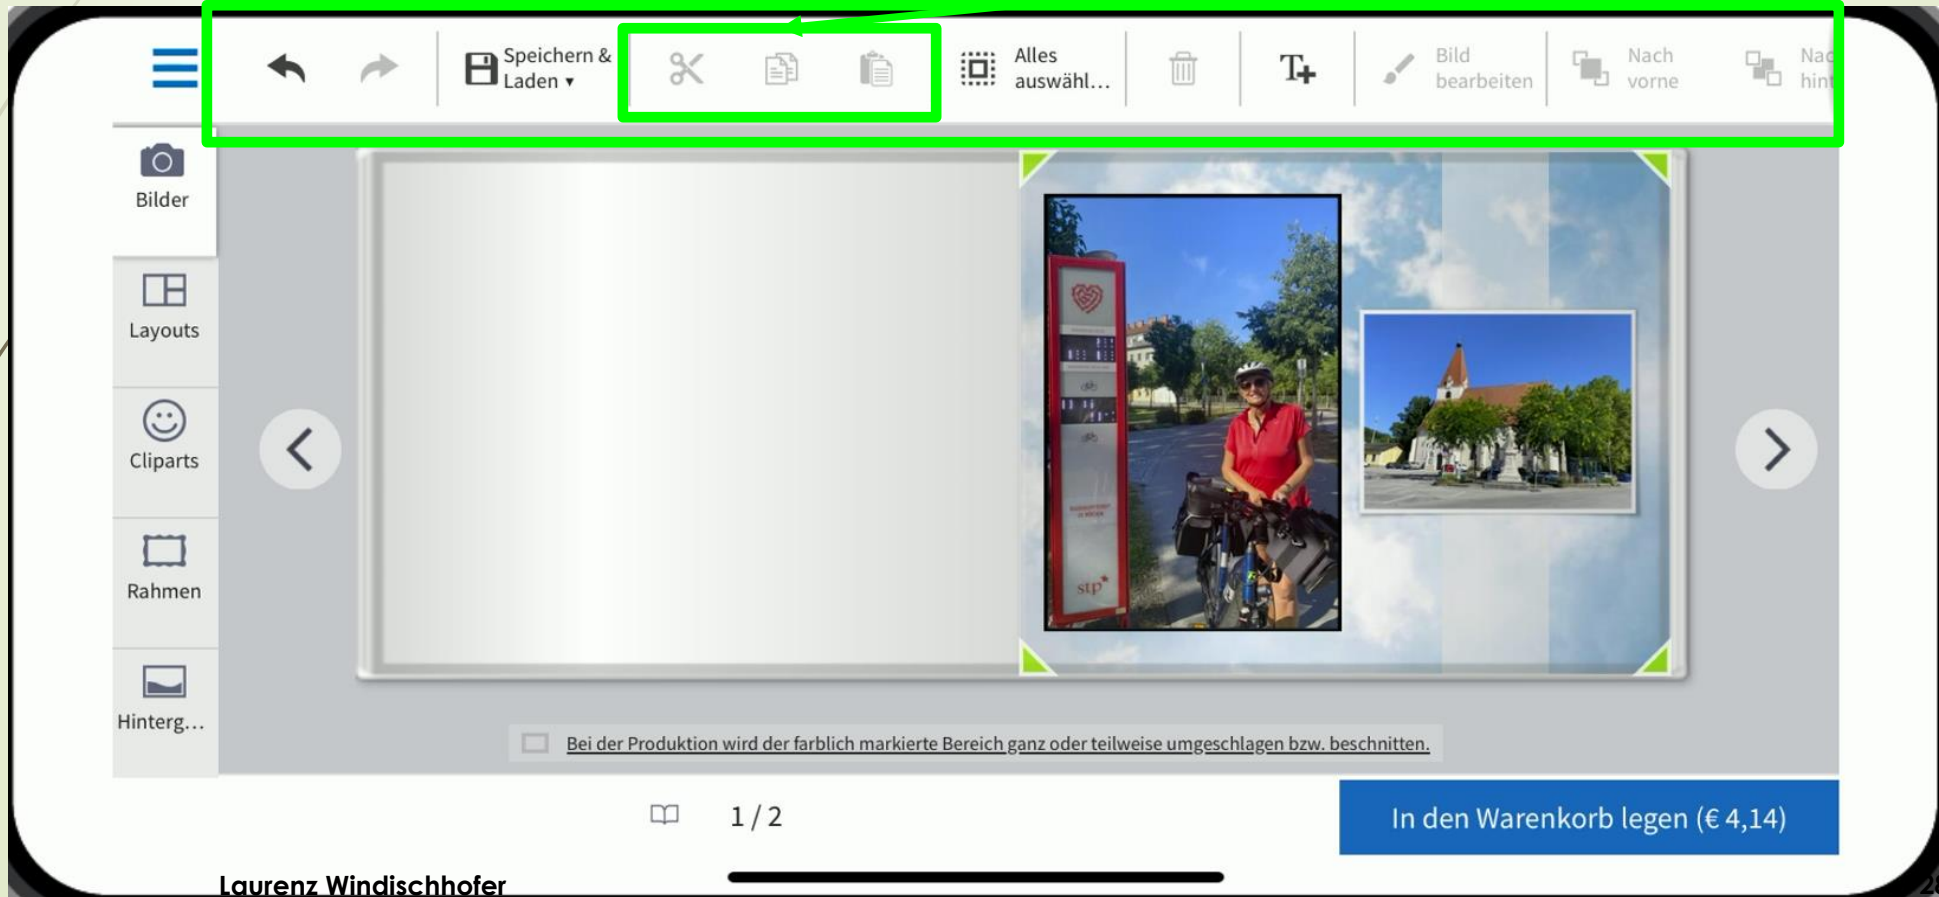 Speichern &
Laden ▾
Alles
auswähl...
T+
Bild
bearbeiten
Nach
vorne
Bilder
Layouts
Cliparts
Rahmen
Hinterg...
stp*
Bei der Produktion wird der farblich markierte Bereich ganz oder teilweise umgeschlagen bzw. beschnitten.
1 / 2
In den Warenkorb legen (€ 4,14)
Laurenz Windischhofer